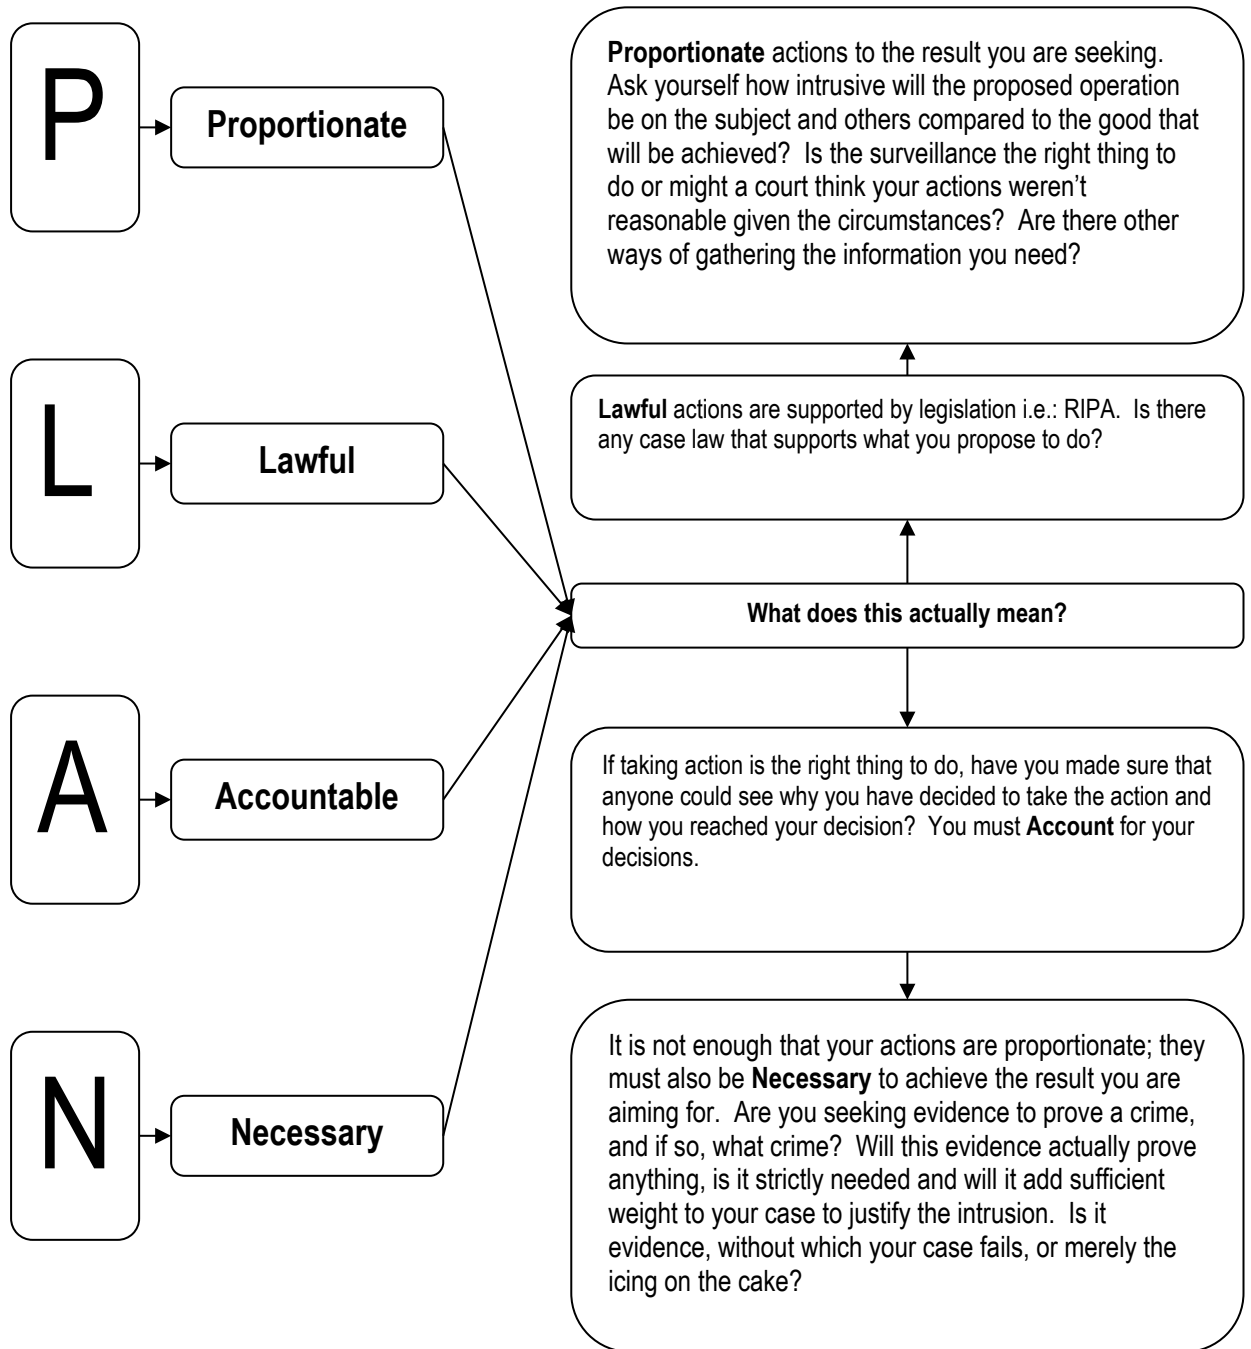 P
Proportionate
L
Lawful
A
Accountable
N
Necessary
Proportionate actions to the result you are seeking.
Ask yourself how intrusive will the proposed operation
be on the subject and others compared to the good that
will be achieved?  Is the surveillance the right thing to
do or might a court think your actions weren't
reasonable given the circumstances?  Are there other
ways of gathering the information you need?
Lawful actions are supported by legislation i.e.: RIPA.  Is there
any case law that supports what you propose to do?
What does this actually mean?
If taking action is the right thing to do, have you made sure that
anyone could see why you have decided to take the action and
how you reached your decision?  You must Account for your
decisions.
It is not enough that your actions are proportionate; they
must also be Necessary to achieve the result you are
aiming for.  Are you seeking evidence to prove a crime,
and if so, what crime?  Will this evidence actually prove
anything, is it strictly needed and will it add sufficient
weight to your case to justify the intrusion.  Is it
evidence, without which your case fails, or merely the
icing on the cake?